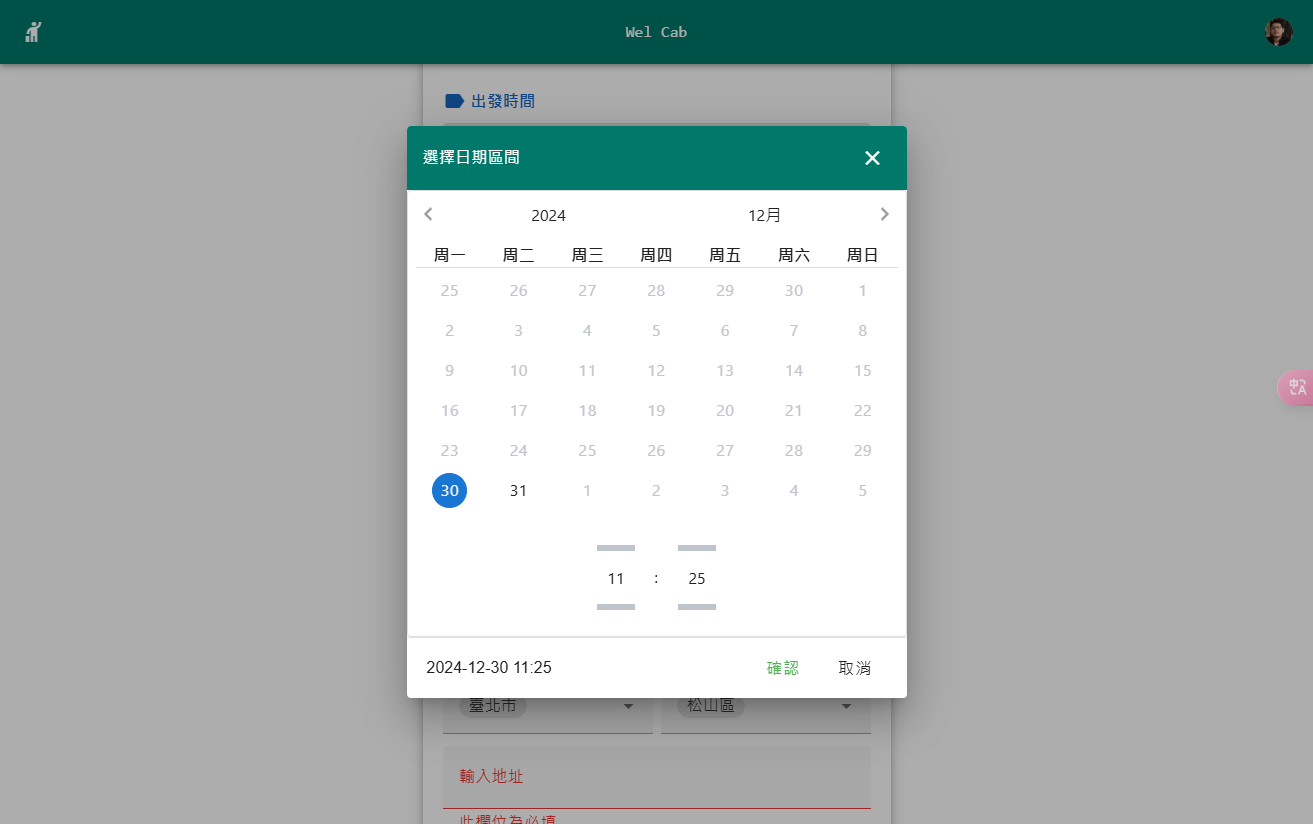 Wel Cab
出發時間
選擇日期區間
2024 12月
周一 周二 周三 周四 周五 周六 周日
25 26 27 28 29 30 1
2 3 4 5 6 7 8
9 10 11 12 13 14 15
16 17 18 19 20 21 22
23 24 25 26 27 28 29
30 31 1 2 3 4 5
11 : 25
2024-12-30 11:25 確認 取消
臺北市 松山區
輸入地址
此欄位為必填